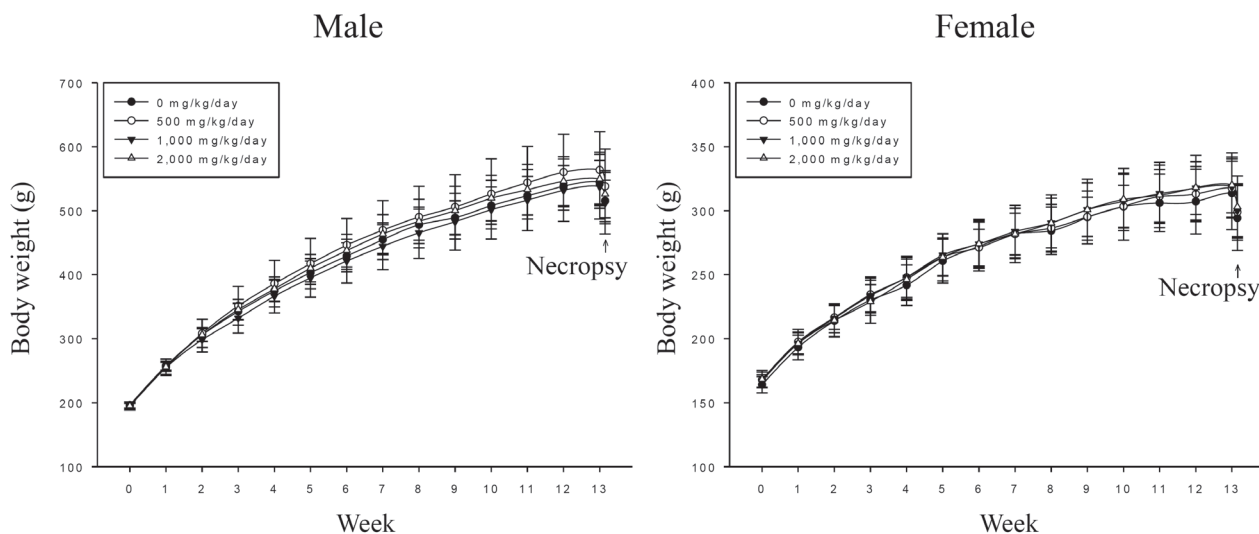 Male
Body weight (g)
700
600
500
400
300
200
100
0 mg/kg/day
500 mg/kg/day
1,000 mg/kg/day
2,000 mg/kg/day
Necropsy
0 1 2 3 4 5 6 7 8 9 10 11 12 13
Week
Female
Body weight (g)
400
350
300
250
200
150
100
0 mg/kg/day
500 mg/kg/day
1,000 mg/kg/day
2,000 mg/kg/day
Necropsy
0 1 2 3 4 5 6 7 8 9 10 11 12 13
Week